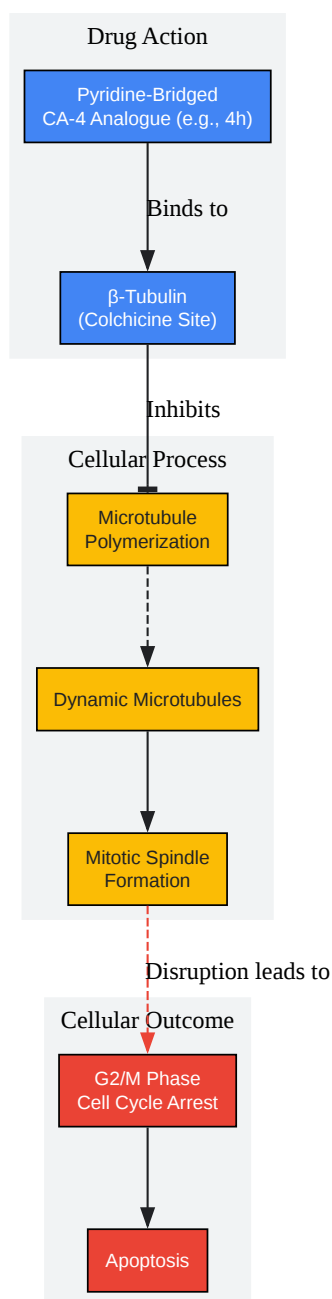 Drug Action
Pyridine-Bridged
CA-4 Analogue (e.g., 4h)
Binds to
β-Tubulin
(Colchicine Site)
Inhibits
Cellular Process
Microtubule
Polymerization
Dynamic Microtubules
Mitotic Spindle
Formation
Disruption leads to
Cellular Outcome
G2/M Phase
Cell Cycle Arrest
Apoptosis